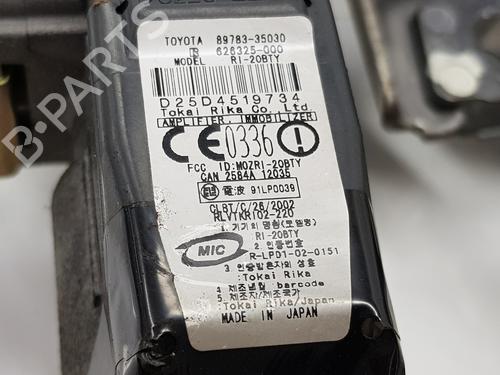 TOYOTA 89783-35030
626325-000
MODEL RI-20BTY
D25D4519734
Tokai Rika Co., Ltd.
AMPLIFIER, IMMOBILIZER
CE0336
FCC ID:MOZRI-20BTY
CAN 2584A 12035
電波 91LP0039
CLBT/C/26/2002
RLVTKRI02-220
1. 기기의 명칭(모델명)
RI-20BTY
2. 인증번호
R-LPD1-02-0151
MIC
3. 인증받은자의 상호
:Tokai Rika
4. 제조년월 barcode
5. 제조자/제조국가
:Tokai Rika/Japan
MADE IN JAPAN
B-PARTS